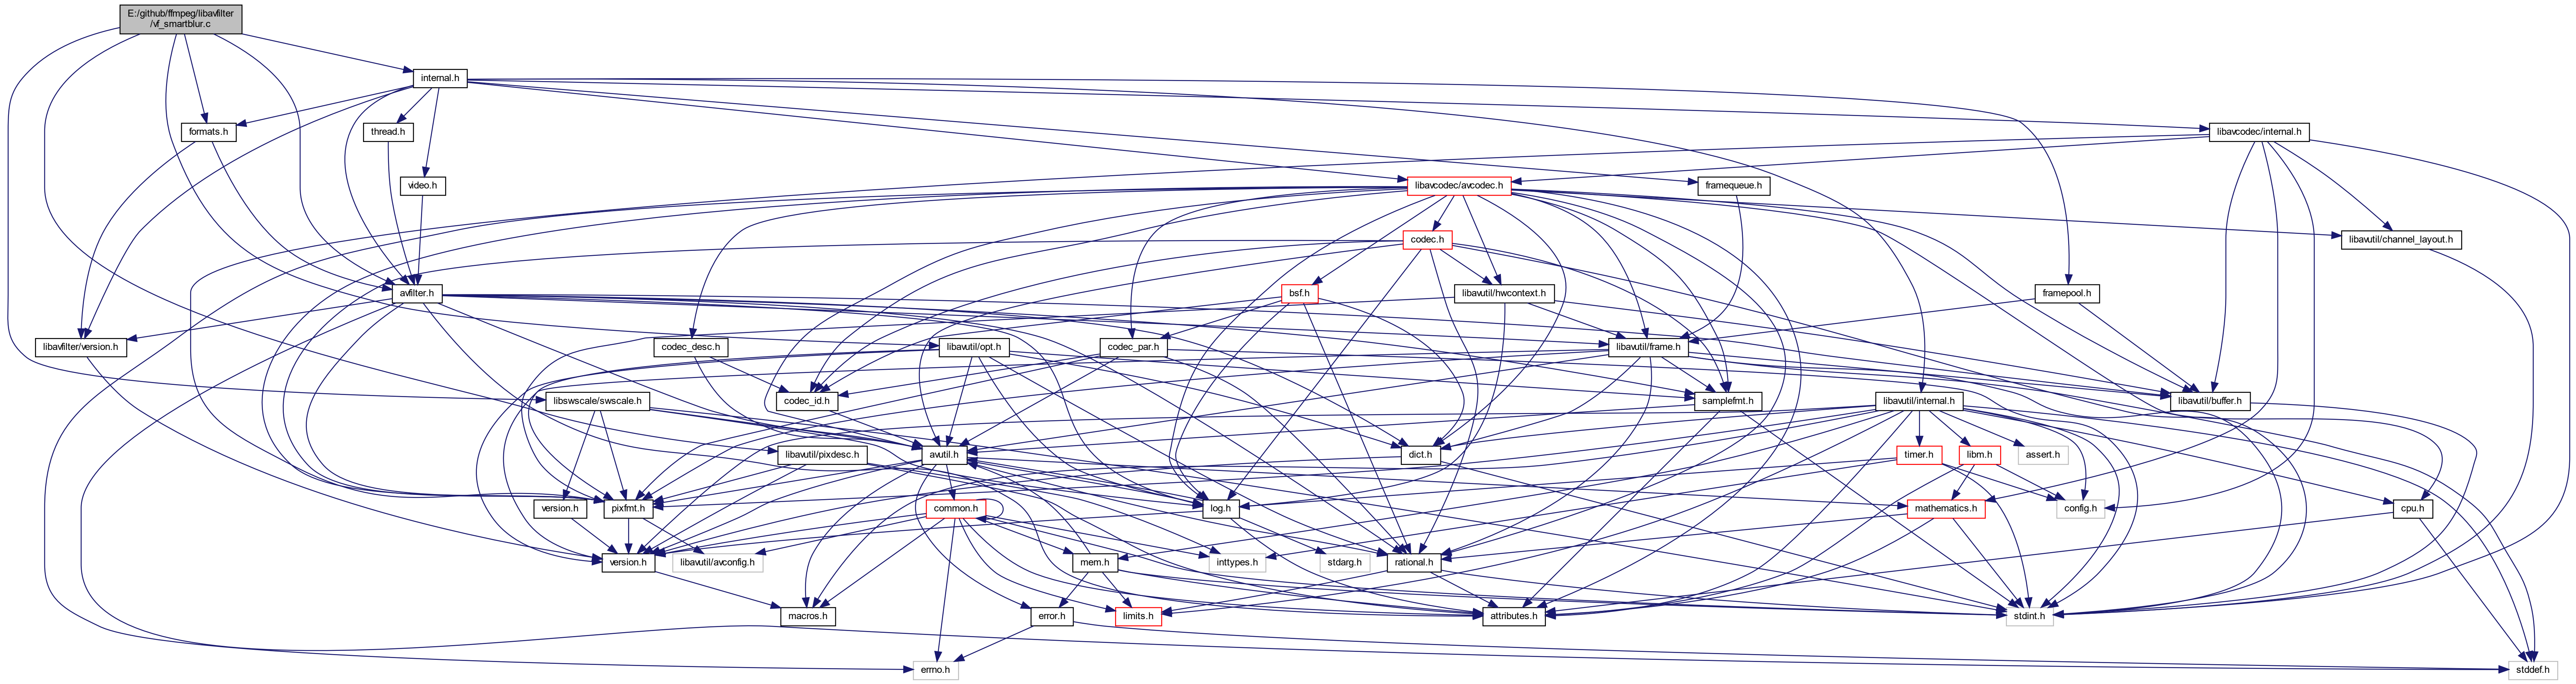 E:/github/ffmpeg/libavfilter
/vf_smartblur.c
internal.h
formats.h
thread.h
libavcodec/internal.h
video.h
libavcodec/avcodec.h
framequeue.h
codec.h
libavutil/channel_layout.h
avfilter.h
bsf.h
libavutil/hwcontext.h
framepool.h
libavfilter/version.h
codec_desc.h
libavutil/opt.h
codec_par.h
libavutil/frame.h
libswscale/swscale.h
codec_id.h
samplefmt.h
libavutil/internal.h
libavutil/buffer.h
libavutil/pixdesc.h
avutil.h
dict.h
timer.h
libm.h
assert.h
version.h
pixfmt.h
common.h
log.h
mathematics.h
config.h
cpu.h
version.h
libavutil/avconfig.h
mem.h
inttypes.h
stdarg.h
rational.h
macros.h
error.h
limits.h
attributes.h
stdint.h
errno.h
stddef.h